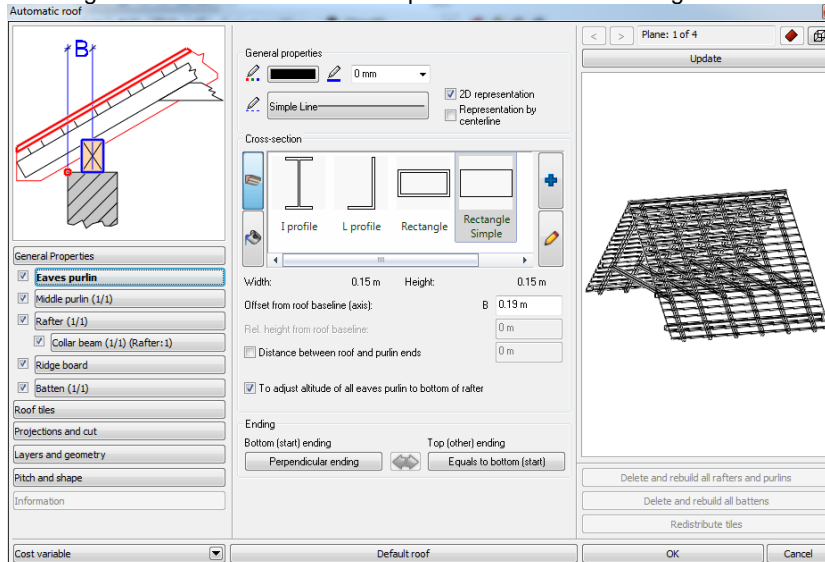 Automatic roof
B
General Properties
Eaves purlin
Middle purlin (1/1)
Rafter (1/1)
Collar beam (1/1) (Rafter:1)
Ridge board
Batten (1/1)
Roof tiles
Projections and cut
Layers and geometry
Pitch and shape
Information
Cost variable
General properties
0 mm
Simple Line
2D representation
Representation by
centerline
Cross-section
I profile
L profile
Rectangle
Rectangle
Simple
Width: 0.15 m Height: 0.15 m
Offset from roof baseline (axis): B 0.19 m
Rel. height from roof baseline: 0 m
Distance between roof and purlin ends 0 m
To adjust altitude of all eaves purlin to bottom of rafter
Ending
Bottom (start) ending Top (other) ending
Perpendicular ending Equals to bottom (start)
Default roof
< > Plane: 1 of 4
Update
Delete and rebuild all rafters and purlins
Delete and rebuild all battens
Redistribute tiles
OK Cancel